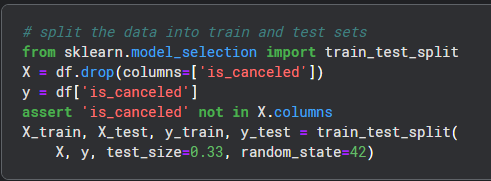 # split the data into train and test sets
from sklearn.model_selection import train_test_split
X = df.drop(columns=['is_canceled'])
y = df['is_canceled']
assert 'is_canceled' not in X.columns
X_train, X_test, y_train, y_test = train_test_split(
    X, y, test_size=0.33, random_state=42)